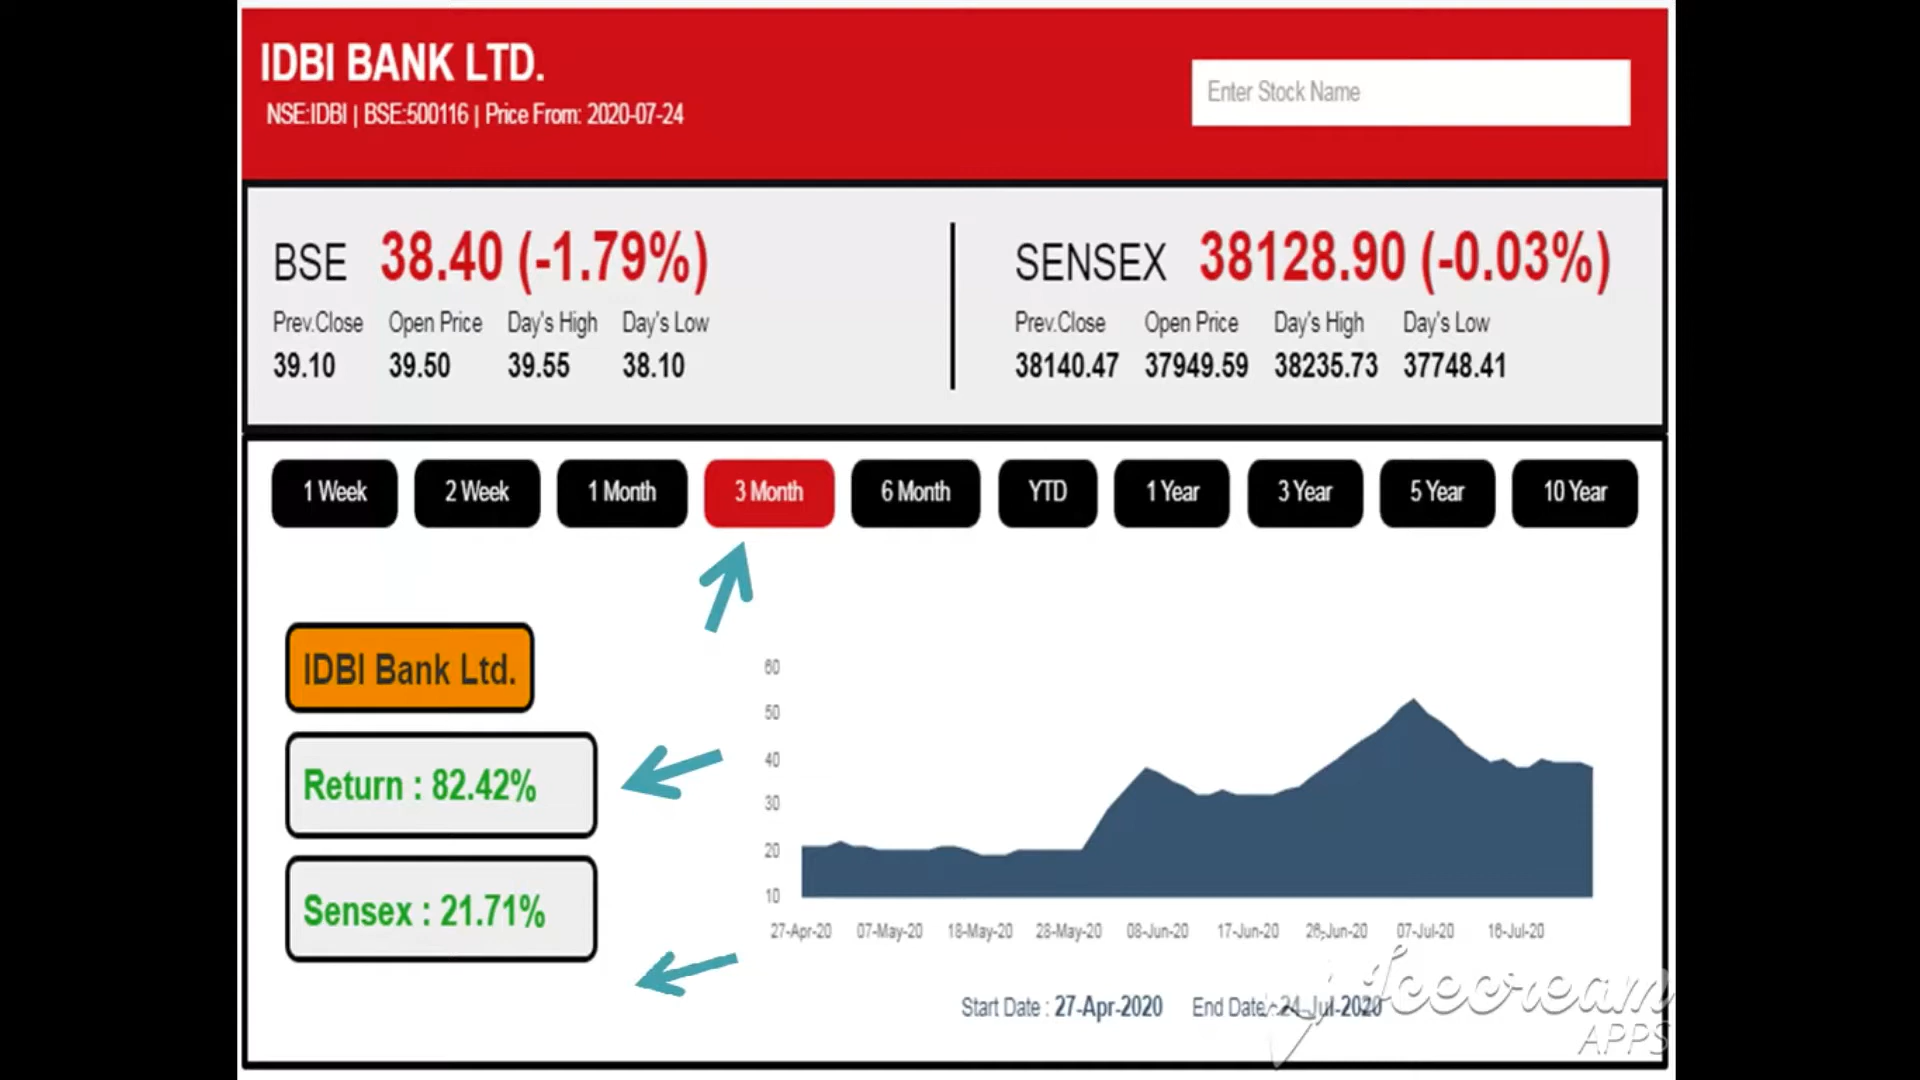 IDBI BANK LTD.
NSE:IDBI | BSE:500116 | Price From: 2020-07-24
Enter Stock Name
BSE 38.40 (-1.79%)
Prev.Close Open Price Day's High Day's Low
39.10 39.50 39.55 38.10
SENSEX 38128.90 (-0.03%)
Prev.Close Open Price Day's High Day's Low
38140.47 37949.59 38235.73 37748.41
1 Week 2 Week 1 Month 3 Month 6 Month YTD 1 Year 3 Year 5 Year 10 Year
IDBI Bank Ltd.
Return : 82.42%
Sensex : 21.71%
60
50
40
30
20
10
27-Apr-20 07-May-20 18-May-20 28-May-20 08-Jun-20 17-Jun-20 26-Jun-20 07-Jul-20 16-Jul-20
Start Date : 27-Apr-2020 End Date : 24-Jul-2020
Icecream
APPS